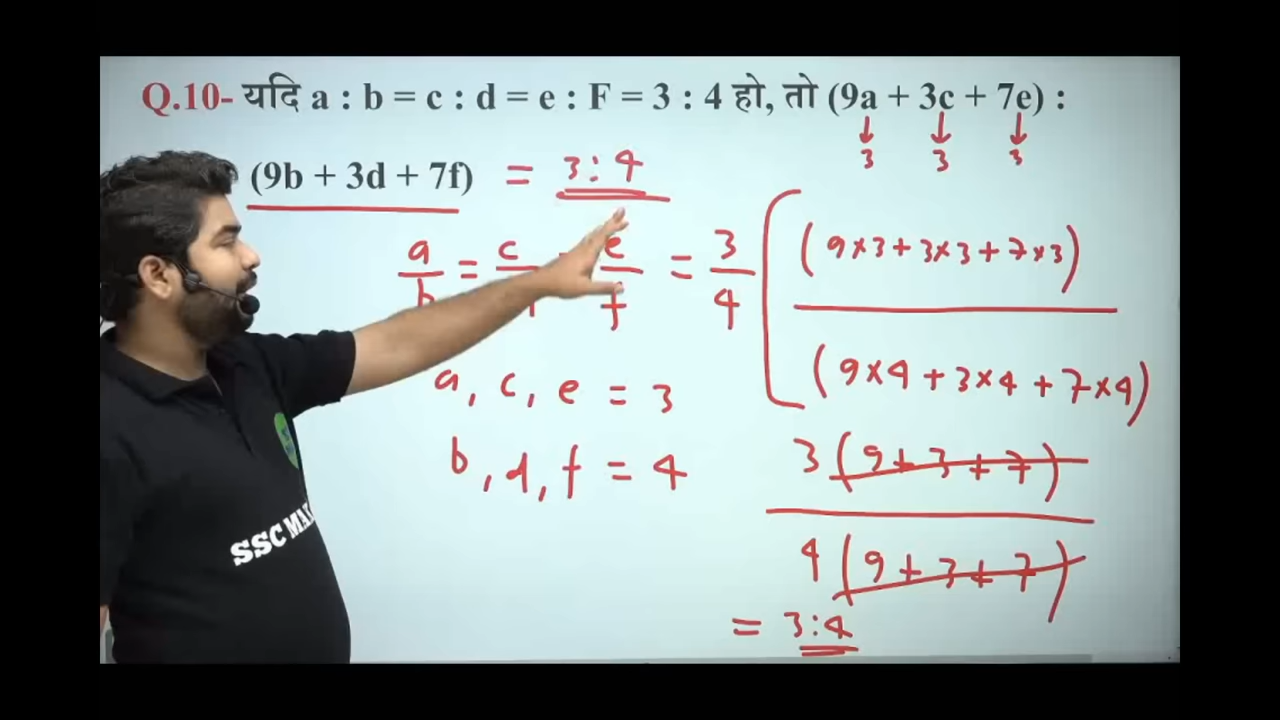 Q.10- यदि a : b = c : d = e : F = 3 : 4 हो, तो (9a + 3c + 7e) :
3 3 3
(9b + 3d + 7f) = 3:4
a/b = c = e/f = 3/4
(9×3 + 3×3 + 7×3)
(9×4 + 3×4 + 7×4)
a, c, e = 3
b, d, f = 4
3(9+3+7)
4(9+3+7)
= 3:4
SSC MA